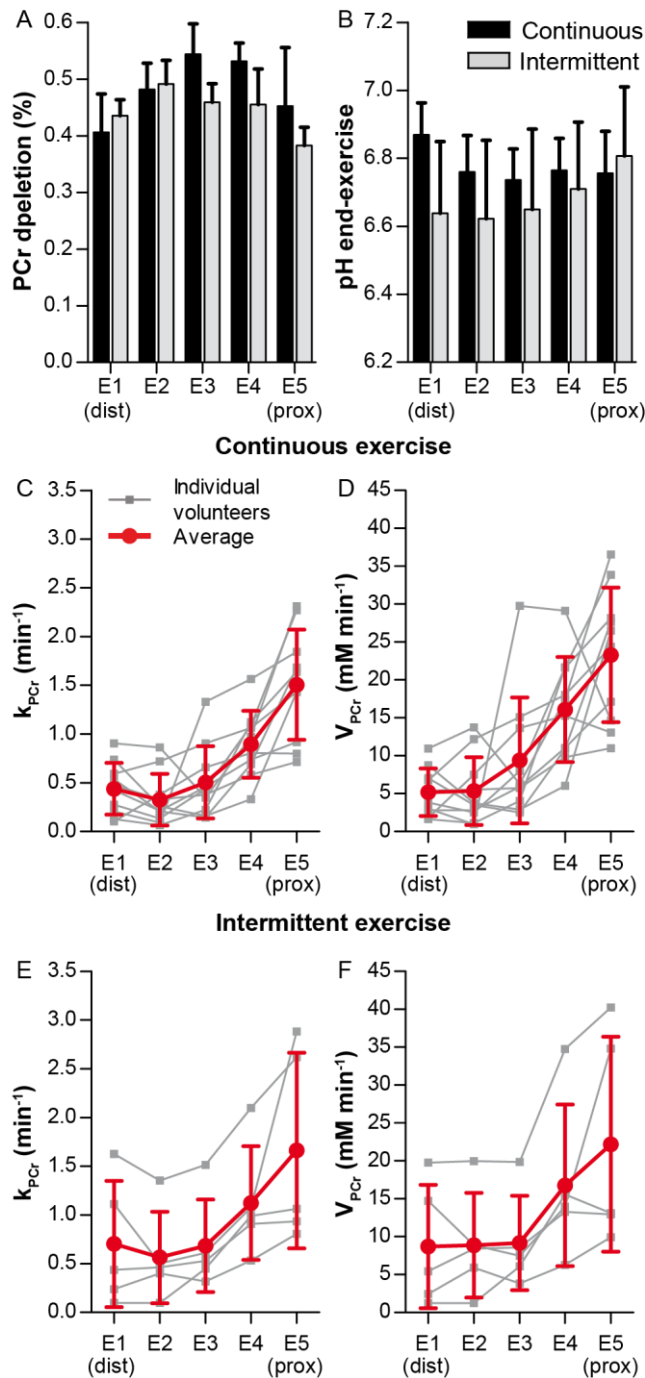 A
PCr dpeletion (%)
0.6
0.5
0.4
0.3
0.2
0.1
0.0
E1 E2 E3 E4 E5
(dist) (prox)
B
Continuous
Intermittent
pH end-exercise
7.2
7.0
6.8
6.6
6.4
6.2
E1 E2 E3 E4 E5
(dist) (prox)
Continuous exercise
C
Individual
volunteers
Average
k_PCr (min⁻¹)
3.5
3.0
2.5
2.0
1.5
1.0
0.5
0.0
E1 E2 E3 E4 E5
(dist) (prox)
D
V_PCr (mM min⁻¹)
45
40
35
30
25
20
15
10
5
0
E1 E2 E3 E4 E5
(dist) (prox)
Intermittent exercise
E
k_PCr (min⁻¹)
3.5
3.0
2.5
2.0
1.5
1.0
0.5
0.0
E1 E2 E3 E4 E5
(dist) (prox)
F
V_PCr (mM min⁻¹)
45
40
35
30
25
20
15
10
5
0
E1 E2 E3 E4 E5
(dist) (prox)